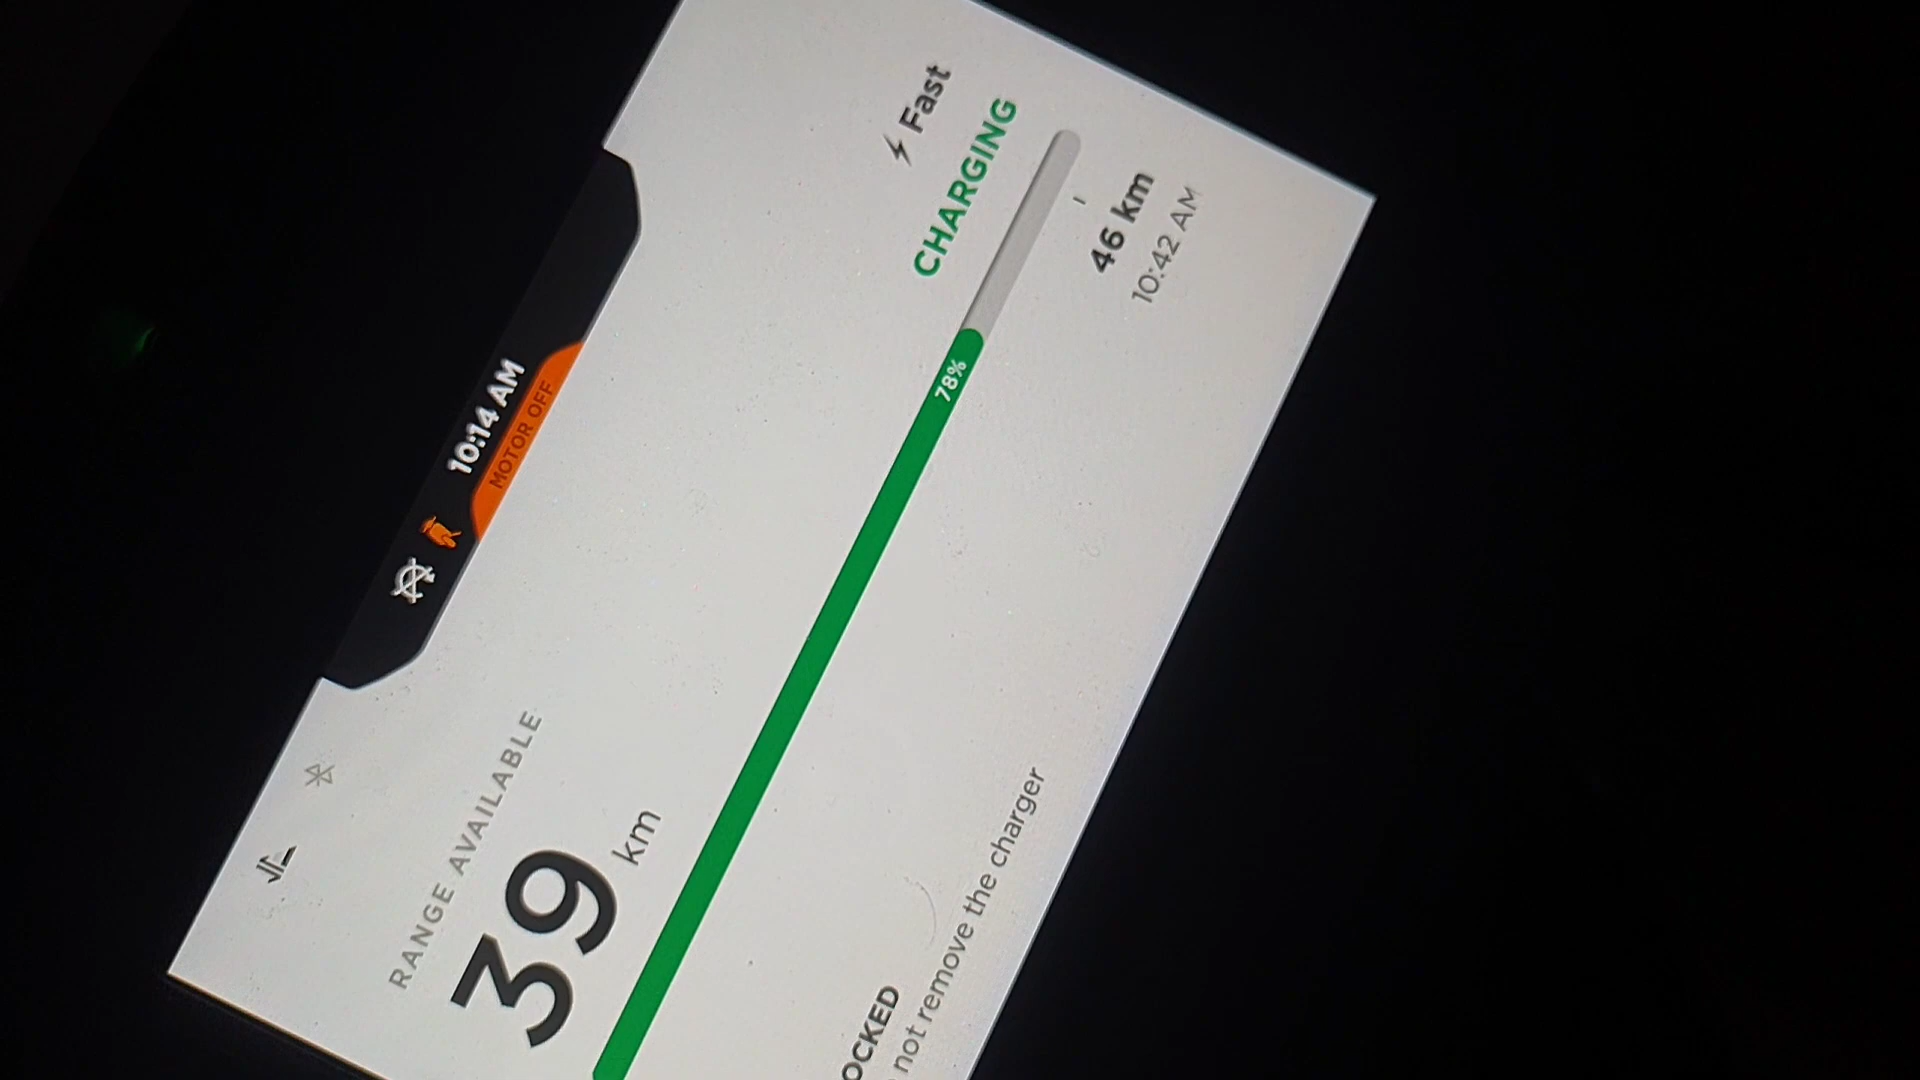 10:14 AM
MOTOR OFF
RANGE AVAILABLE
39 km
⚡ Fast
CHARGING
78%
46 km
10:42 AM
OCKED
not remove the charger